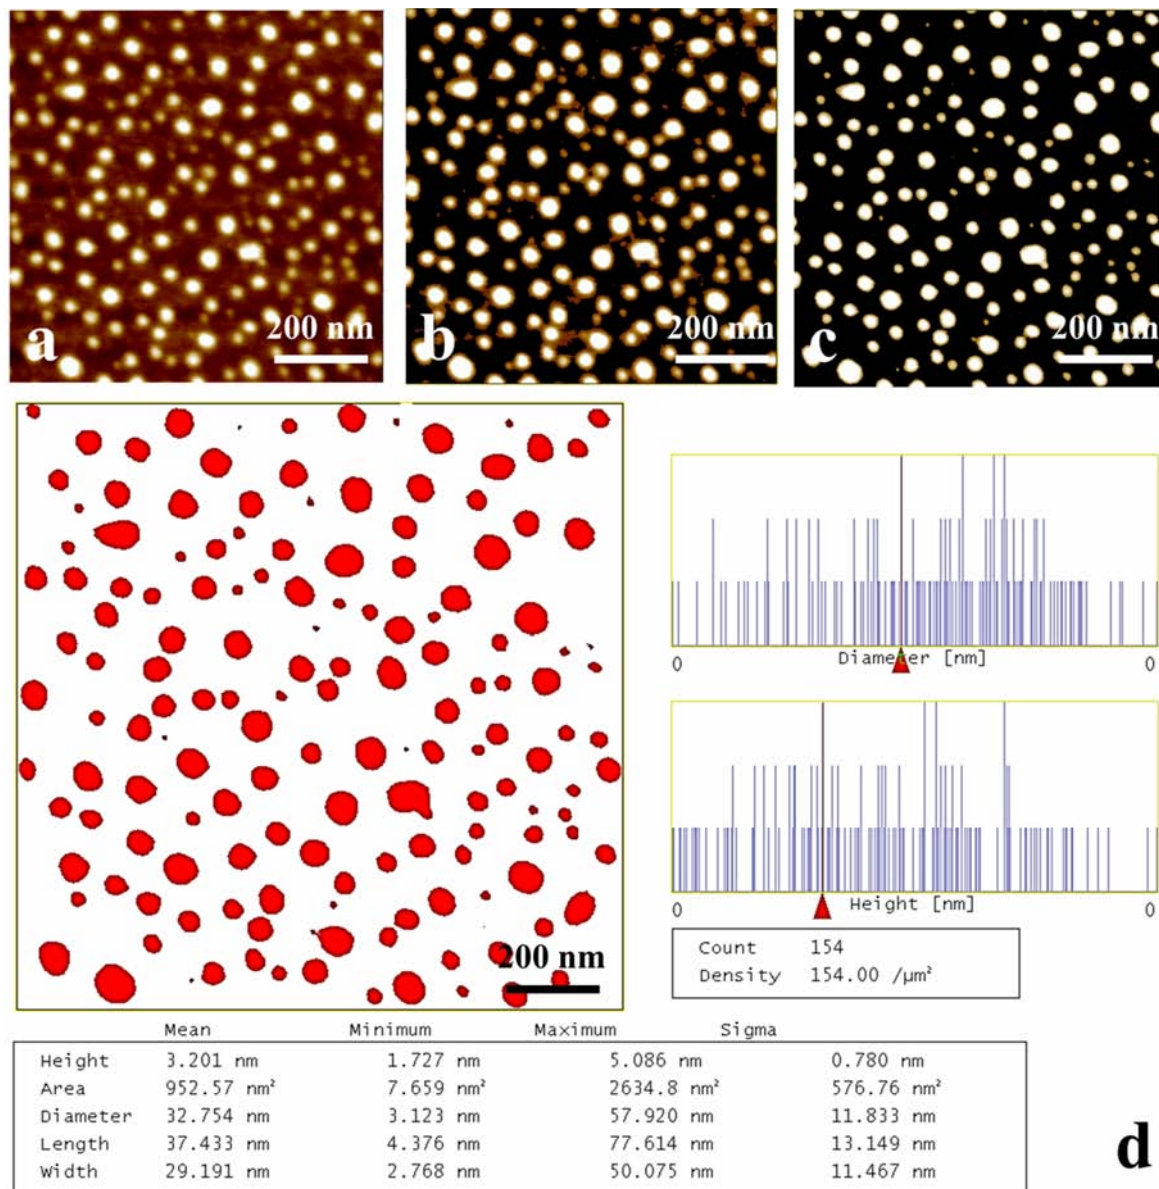 200 nm
a
200 nm
b
200 nm
c
0 Diameter [nm] 0
0 Height [nm] 0
200 nm
Count 154
Density 154.00 /µm²
Mean Minimum Maximum Sigma
Height 3.201 nm 1.727 nm 5.086 nm 0.780 nm
Area 952.57 nm² 7.659 nm² 2634.8 nm² 576.76 nm²
Diameter 32.754 nm 3.123 nm 57.920 nm 11.833 nm
Length 37.433 nm 4.376 nm 77.614 nm 13.149 nm
Width 29.191 nm 2.768 nm 50.075 nm 11.467 nm
d